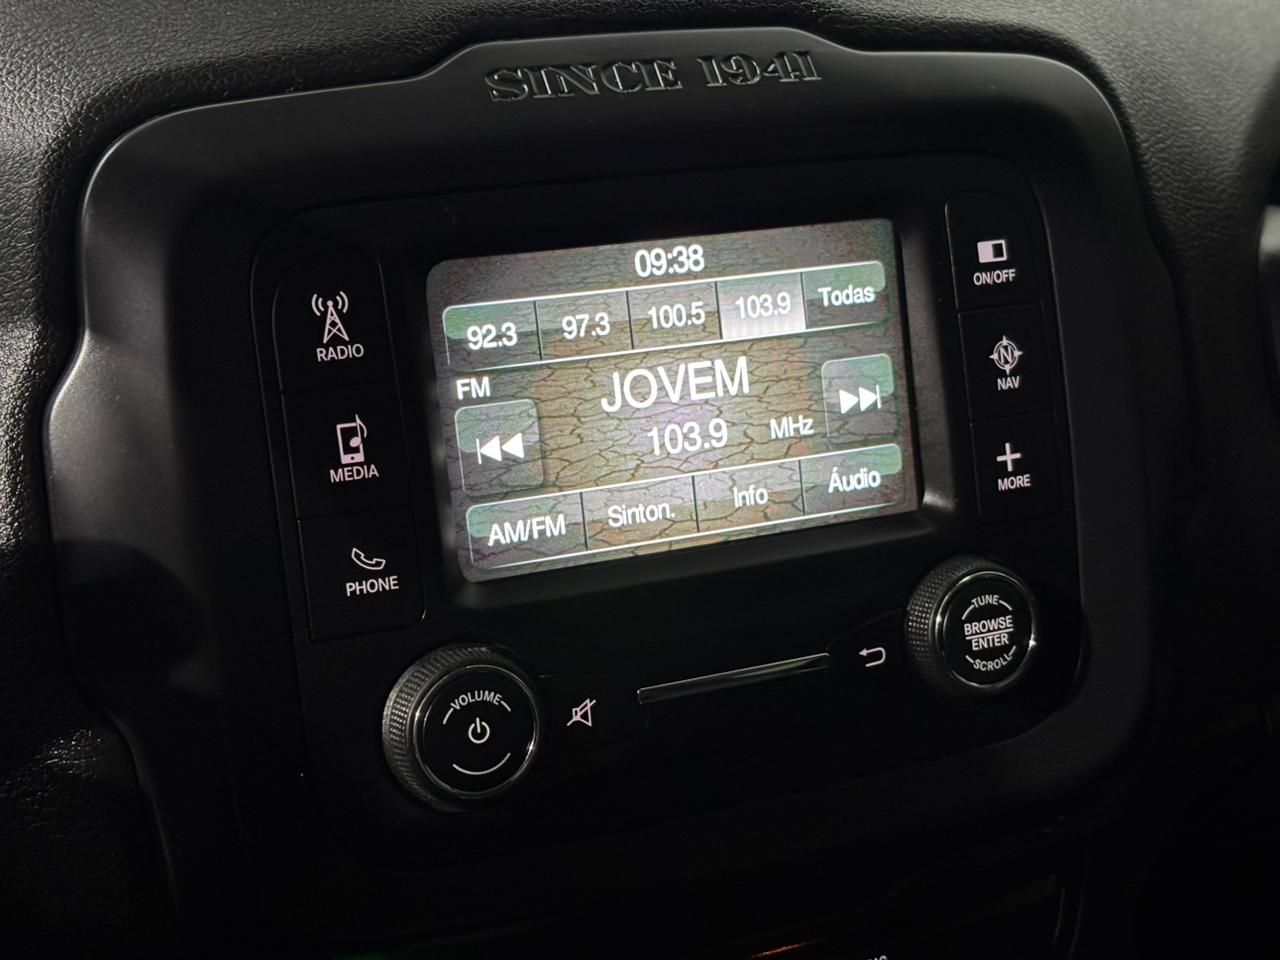 SINCE 1941
09:38
92.3 97.3 100.5 103.9 Todas
FM
JOVEM
103.9 MHz
AM/FM Sinton. Info Áudio
RADIO
MEDIA
PHONE
ON/OFF
N
NAV
MORE
VOLUME
TUNE
BROWSE
ENTER
SCROLL